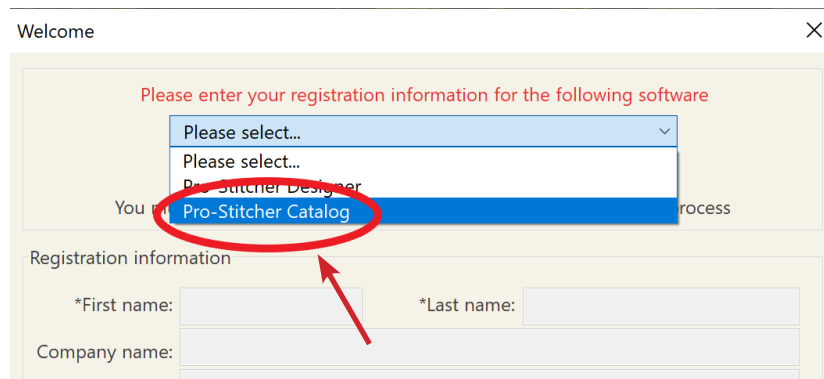 Welcome
Please enter your registration information for the following software
Please select...
Please select...
Pro-Stitcher Designer
You
Pro-Stitcher Catalog
process
Registration information
*First name:
*Last name:
Company name: